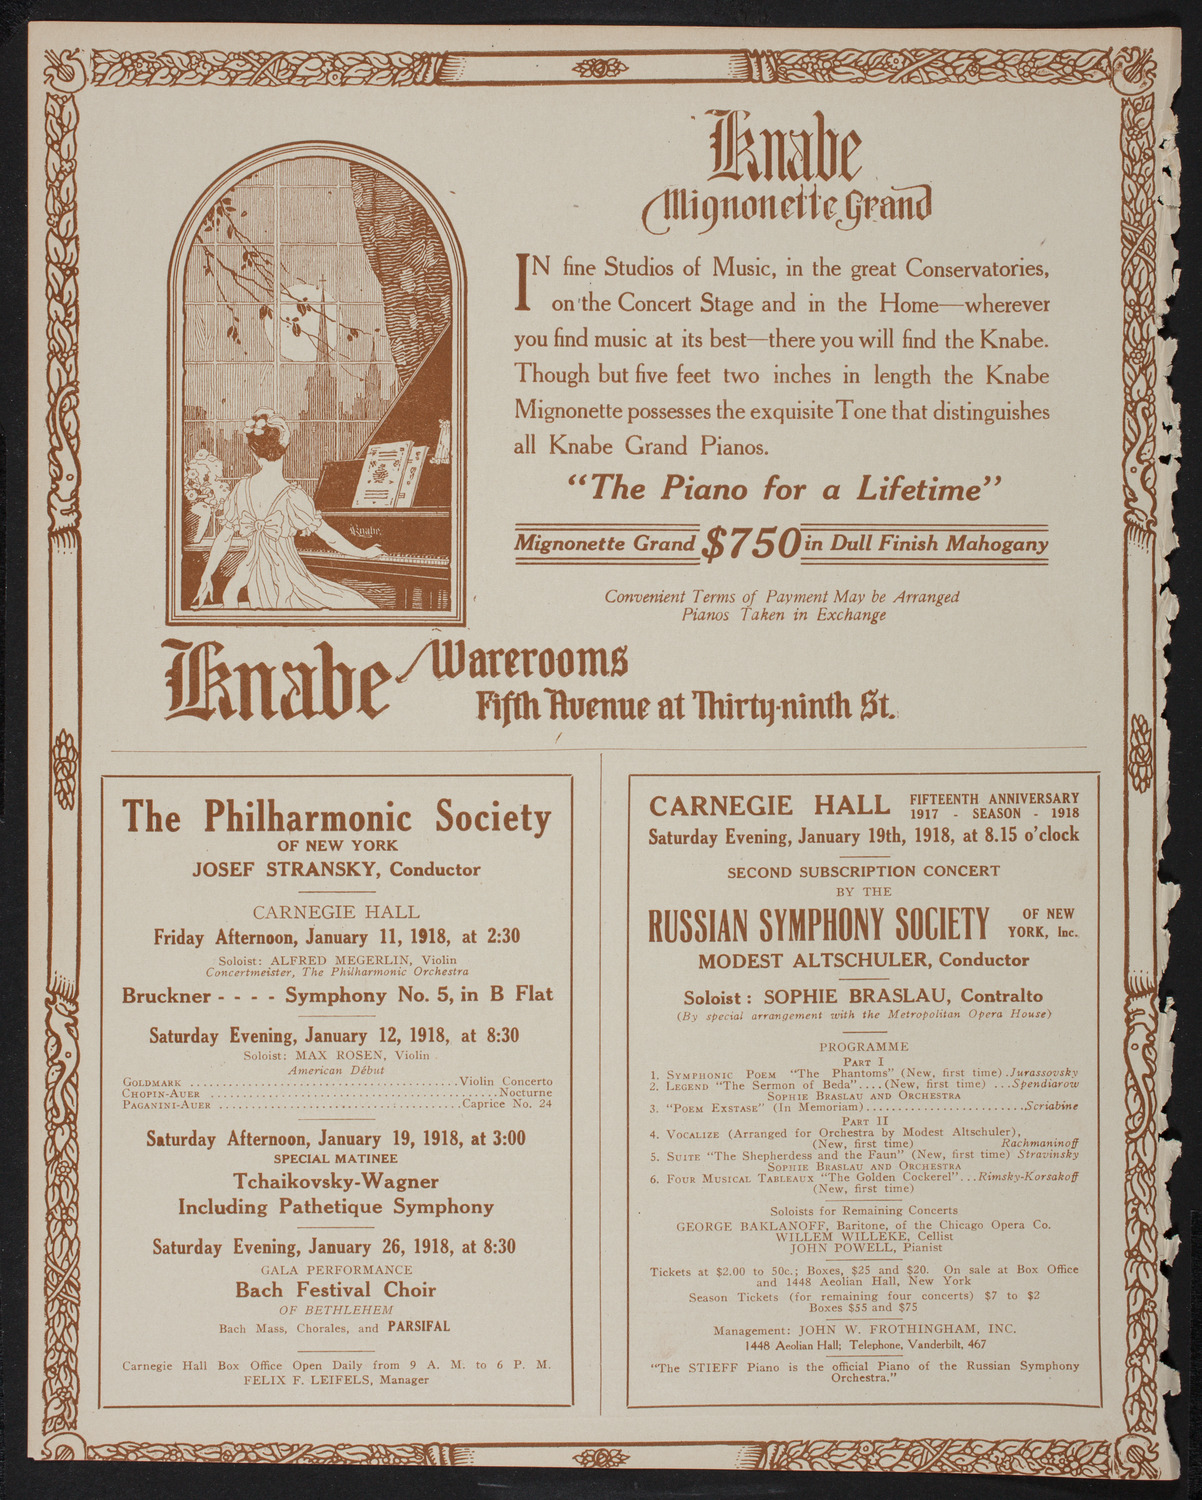 Knabe
Mignonette Grand
IN fine Studios of Music, in the great Conservatories,
on the Concert Stage and in the Home—wherever
you find music at its best—there you will find the Knabe.
Though but five feet two inches in length the Knabe
Mignonette possesses the exquisite Tone that distinguishes
all Knabe Grand Pianos.
“The Piano for a Lifetime”
Mignonette Grand $750 in Dull Finish Mahogany
Convenient Terms of Payment May be Arranged
Pianos Taken in Exchange
Knabe
Knabe Warerooms
Fifth Avenue at Thirty-ninth St.
The Philharmonic Society
OF NEW YORK
JOSEF STRANSKY, Conductor
CARNEGIE HALL
Friday Afternoon, January 11, 1918, at 2:30
Soloist: ALFRED MEGERLIN, Violin
Concertmeister, The Philharmonic Orchestra
Bruckner - - - - Symphony No. 5, in B Flat
Saturday Evening, January 12, 1918, at 8:30
Soloist: MAX ROSEN, Violin
American Début
GOLDMARK ........................................Violin Concerto
CHOPIN-AUER ...........................................Nocturne
PAGANINI-AUER ...................................Caprice No. 24
Saturday Afternoon, January 19, 1918, at 3:00
SPECIAL MATINEE
Tchaikovsky-Wagner
Including Pathetique Symphony
Saturday Evening, January 26, 1918, at 8:30
GALA PERFORMANCE
Bach Festival Choir
OF BETHLEHEM
Bach Mass, Chorales, and PARSIFAL
Carnegie Hall Box Office Open Daily from 9 A. M. to 6 P. M.
FELIX F. LEIFELS, Manager
CARNEGIE HALL FIFTEENTH ANNIVERSARY
1917 - SEASON - 1918
Saturday Evening, January 19th, 1918, at 8.15 o'clock
SECOND SUBSCRIPTION CONCERT
BY THE
RUSSIAN SYMPHONY SOCIETY OF NEW
YORK, Inc.
MODEST ALTSCHULER, Conductor
Soloist : SOPHIE BRASLAU, Contralto
(By special arrangement with the Metropolitan Opera House)
PROGRAMME
PART I
1. SYMPHONIC POEM “The Phantoms” (New, first time).Jurassovsky
2. LEGEND “The Sermon of Beda”....(New, first time) ...Spendiarow
SOPHIE BRASLAU AND ORCHESTRA
3. “POEM EXSTASE” (In Memoriam)........................Scriabine
PART II
4. VOCALIZE (Arranged for Orchestra by Modest Altschuler),
(New, first time) Rachmaninoff
5. SUITE “The Shepherdess and the Faun” (New, first time) Stravinsky
SOPHIE BRASLAU AND ORCHESTRA
6. FOUR MUSICAL TABLEAUX “The Golden Cockerel”...Rimsky-Korsakoff
(New, first time)
Soloists for Remaining Concerts
GEORGE BAKLANOFF, Baritone, of the Chicago Opera Co.
WILLEM WILLEKE, Cellist
JOHN POWELL, Pianist
Tickets at $2.00 to 50c.; Boxes, $25 and $20. On sale at Box Office
and 1448 Aeolian Hall, New York
Season Tickets (for remaining four concerts) $7 to $2
Boxes $55 and $75
Management: JOHN W. FROTHINGHAM, INC.
1448 Aeolian Hall; Telephone, Vanderbilt, 467
“The STIEFF Piano is the official Piano of the Russian Symphony
Orchestra.”